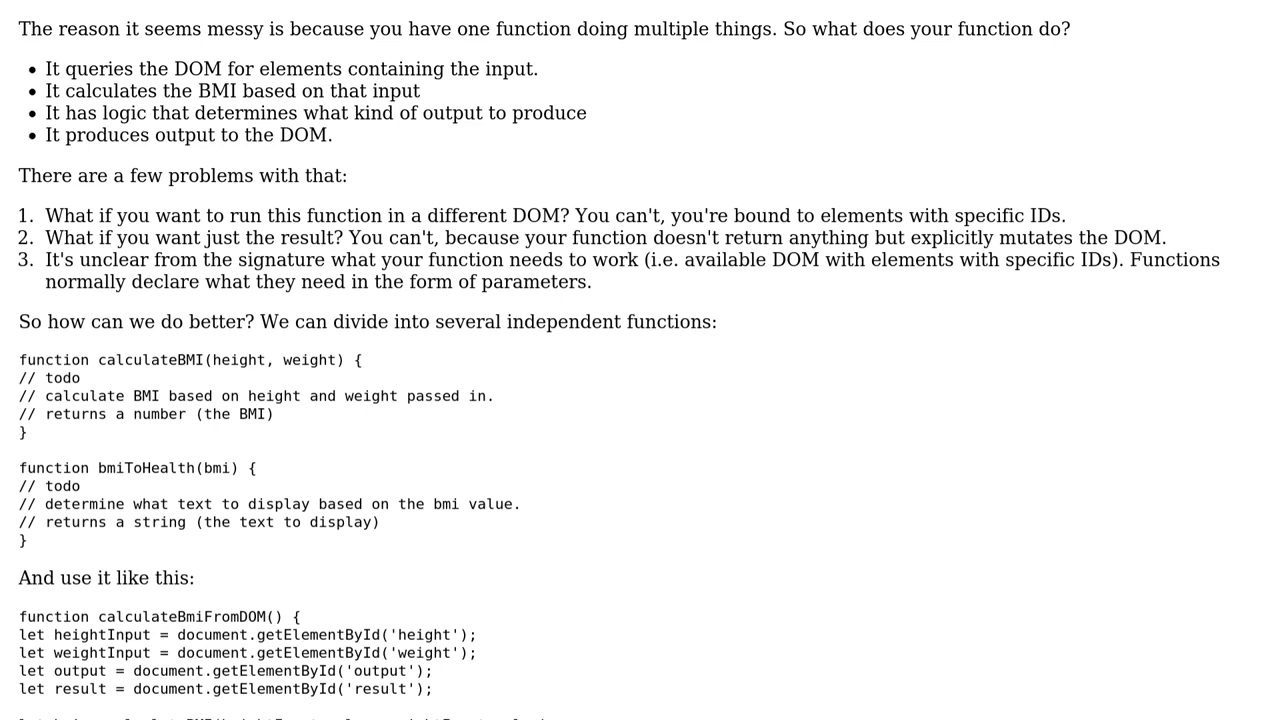 The reason it seems messy is because you have one function doing multiple things. So what does your function do?
• It queries the DOM for elements containing the input.
• It calculates the BMI based on that input
• It has logic that determines what kind of output to produce
• It produces output to the DOM.
There are a few problems with that:
1. What if you want to run this function in a different DOM? You can't, you're bound to elements with specific IDs.
2. What if you want just the result? You can't, because your function doesn't return anything but explicitly mutates the DOM.
3. It's unclear from the signature what your function needs to work (i.e. available DOM with elements with specific IDs). Functions
normally declare what they need in the form of parameters.
So how can we do better? We can divide into several independent functions:
function calculateBMI(height, weight) {
// todo
// calculate BMI based on height and weight passed in.
// returns a number (the BMI)
}
function bmiToHealth(bmi) {
// todo
// determine what text to display based on the bmi value.
// returns a string (the text to display)
}
And use it like this:
function calculateBmiFromDOM() {
let heightInput = document.getElementById('height');
let weightInput = document.getElementById('weight');
let output = document.getElementById('output');
let result = document.getElementById('result');